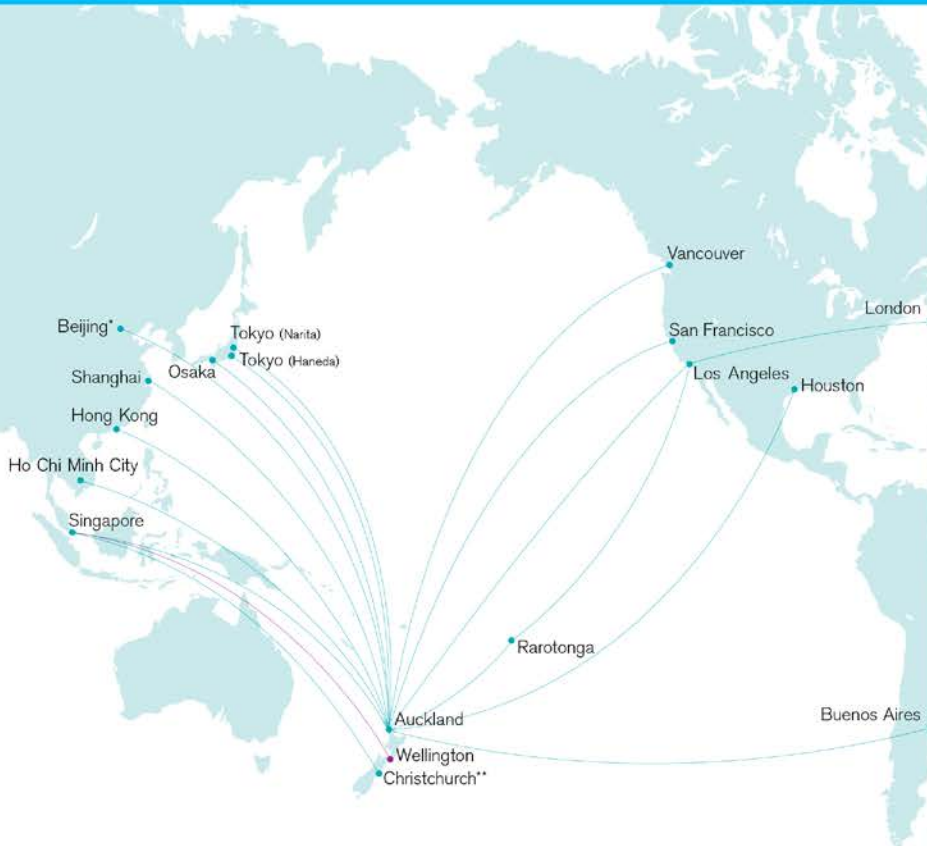 Vancouver
London
Beijing*
Tokyo (Narita)
San Francisco
Tokyo (Haneda)
Osaka
Los Angeles
Shanghai
Houston
Hong Kong
Ho Chi Minh City
Singapore
Rarotonga
Auckland
Buenos Aires
Wellington
Christchurch**